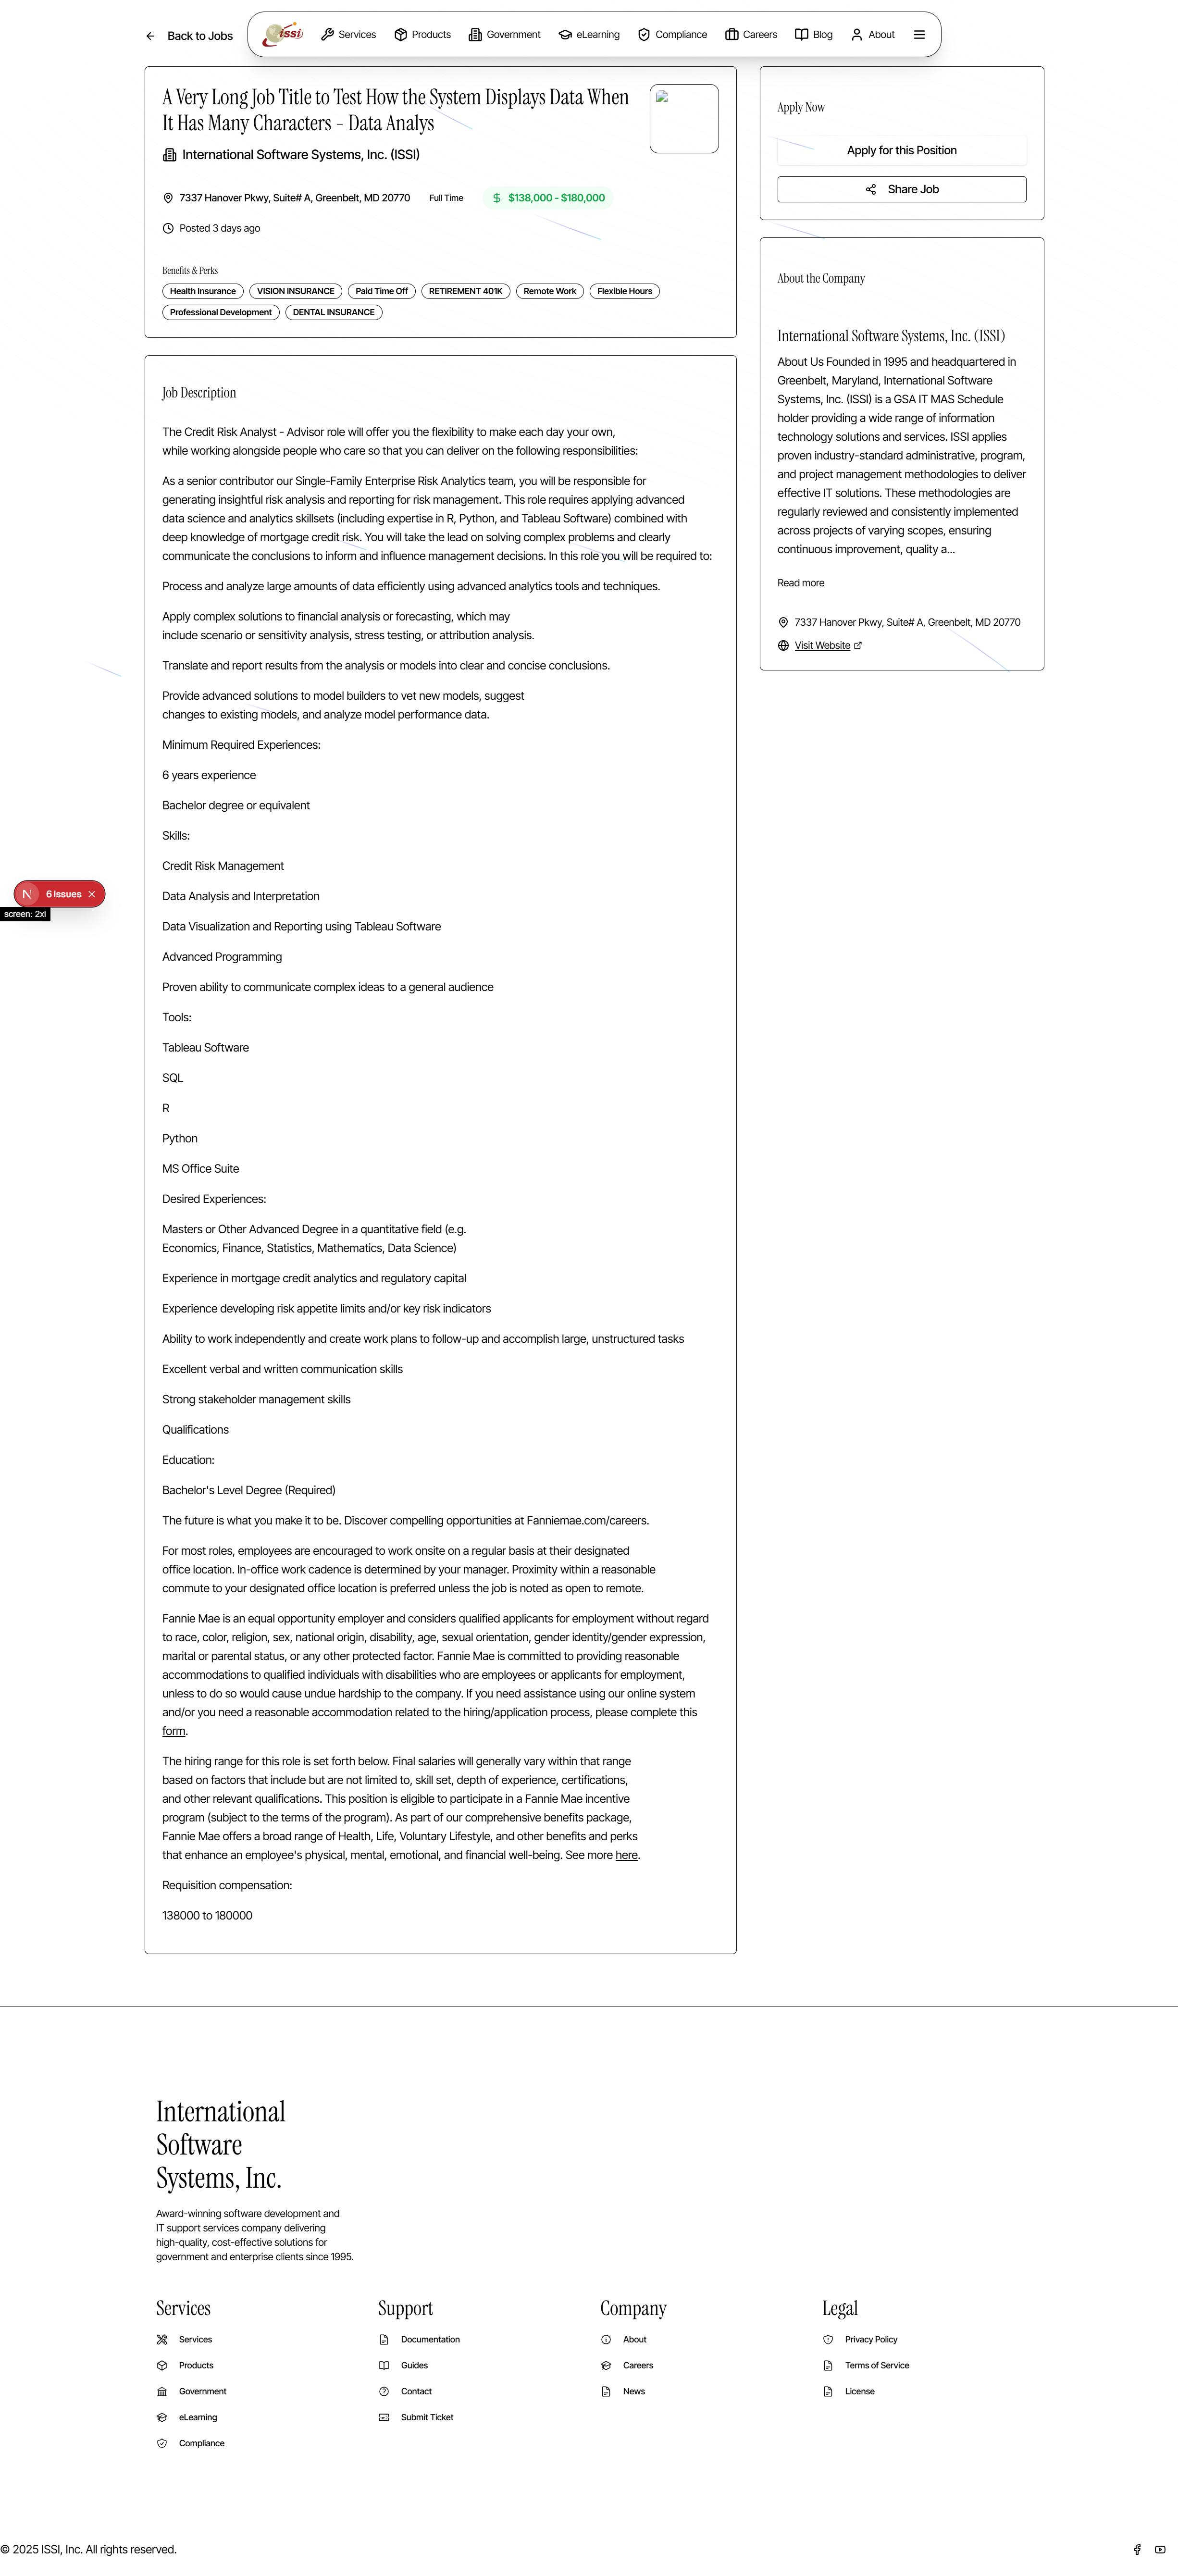 Back to Jobs
issi
Services
Products
Government
eLearning
Compliance
Careers
Blog
About
A Very Long Job Title to Test How the System Displays Data When
It Has Many Characters - Data Analys
International Software Systems, Inc. (ISSI)
7337 Hanover Pkwy, Suite# A, Greenbelt, MD 20770
Full Time
$138,000 - $180,000
Posted 3 days ago
Benefits & Perks
Health Insurance
VISION INSURANCE
Paid Time Off
RETIREMENT 401K
Remote Work
Flexible Hours
Professional Development
DENTAL INSURANCE
Apply Now
Apply for this Position
Share Job
About the Company
International Software Systems, Inc. (ISSI)
About Us Founded in 1995 and headquartered in
Greenbelt, Maryland, International Software
Systems, Inc. (ISSI) is a GSA IT MAS Schedule
holder providing a wide range of information
technology solutions and services. ISSI applies
proven industry-standard administrative, program,
and project management methodologies to deliver
effective IT solutions. These methodologies are
regularly reviewed and consistently implemented
across projects of varying scopes, ensuring
continuous improvement, quality a...
Read more
7337 Hanover Pkwy, Suite# A, Greenbelt, MD 20770
Visit Website
Job Description
The Credit Risk Analyst - Advisor role will offer you the flexibility to make each day your own,
while working alongside people who care so that you can deliver on the following responsibilities:
As a senior contributor our Single-Family Enterprise Risk Analytics team, you will be responsible for
generating insightful risk analysis and reporting for risk management. This role requires applying advanced
data science and analytics skillsets (including expertise in R, Python, and Tableau Software) combined with
deep knowledge of mortgage credit risk. You will take the lead on solving complex problems and clearly
communicate the conclusions to inform and influence management decisions. In this role you will be required to:
Process and analyze large amounts of data efficiently using advanced analytics tools and techniques.
Apply complex solutions to financial analysis or forecasting, which may
include scenario or sensitivity analysis, stress testing, or attribution analysis.
Translate and report results from the analysis or models into clear and concise conclusions.
Provide advanced solutions to model builders to vet new models, suggest
changes to existing models, and analyze model performance data.
Minimum Required Experiences:
6 years experience
Bachelor degree or equivalent
Skills:
Credit Risk Management
6 Issues
screen: 2xl
Data Analysis and Interpretation
Data Visualization and Reporting using Tableau Software
Advanced Programming
Proven ability to communicate complex ideas to a general audience
Tools:
Tableau Software
SQL
R
Python
MS Office Suite
Desired Experiences:
Masters or Other Advanced Degree in a quantitative field (e.g.
Economics, Finance, Statistics, Mathematics, Data Science)
Experience in mortgage credit analytics and regulatory capital
Experience developing risk appetite limits and/or key risk indicators
Ability to work independently and create work plans to follow-up and accomplish large, unstructured tasks
Excellent verbal and written communication skills
Strong stakeholder management skills
Qualifications
Education:
Bachelor's Level Degree (Required)
The future is what you make it to be. Discover compelling opportunities at Fanniemae.com/careers.
For most roles, employees are encouraged to work onsite on a regular basis at their designated
office location. In-office work cadence is determined by your manager. Proximity within a reasonable
commute to your designated office location is preferred unless the job is noted as open to remote.
Fannie Mae is an equal opportunity employer and considers qualified applicants for employment without regard
to race, color, religion, sex, national origin, disability, age, sexual orientation, gender identity/gender expression,
marital or parental status, or any other protected factor. Fannie Mae is committed to providing reasonable
accommodations to qualified individuals with disabilities who are employees or applicants for employment,
unless to do so would cause undue hardship to the company. If you need assistance using our online system
and/or you need a reasonable accommodation related to the hiring/application process, please complete this
form.
The hiring range for this role is set forth below. Final salaries will generally vary within that range
based on factors that include but are not limited to, skill set, depth of experience, certifications,
and other relevant qualifications. This position is eligible to participate in a Fannie Mae incentive
program (subject to the terms of the program). As part of our comprehensive benefits package,
Fannie Mae offers a broad range of Health, Life, Voluntary Lifestyle, and other benefits and perks
that enhance an employee's physical, mental, emotional, and financial well-being. See more here.
Requisition compensation:
138000 to 180000
International
Software
Systems, Inc.
Award-winning software development and
IT support services company delivering
high-quality, cost-effective solutions for
government and enterprise clients since 1995.
Services
Services
Products
Government
eLearning
Compliance
Support
Documentation
Guides
Contact
Submit Ticket
Company
About
Careers
News
Legal
Privacy Policy
Terms of Service
License
© 2025 ISSI, Inc. All rights reserved.